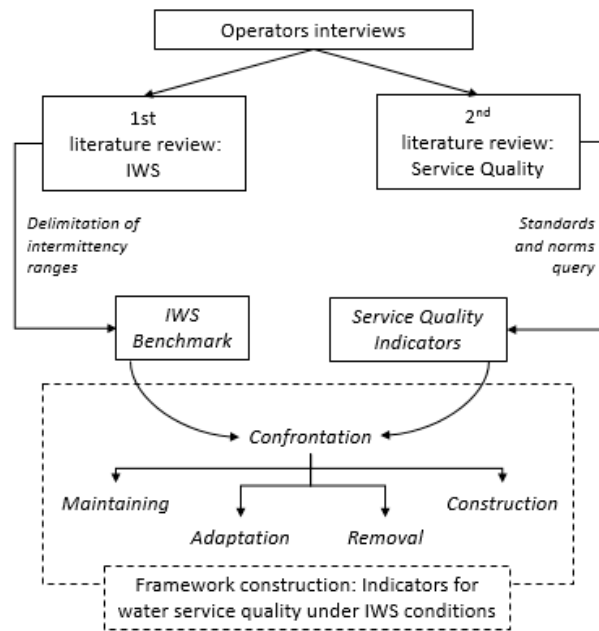 Operators interviews
1st
literature review:
IWS
2nd
literature review:
Service Quality
Delimitation of
intermittency
ranges
Standards
and norms
query
IWS
Benchmark
Service Quality
Indicators
Confrontation
Maintaining
Construction
Adaptation
Removal
Framework construction: Indicators for
water service quality under IWS conditions